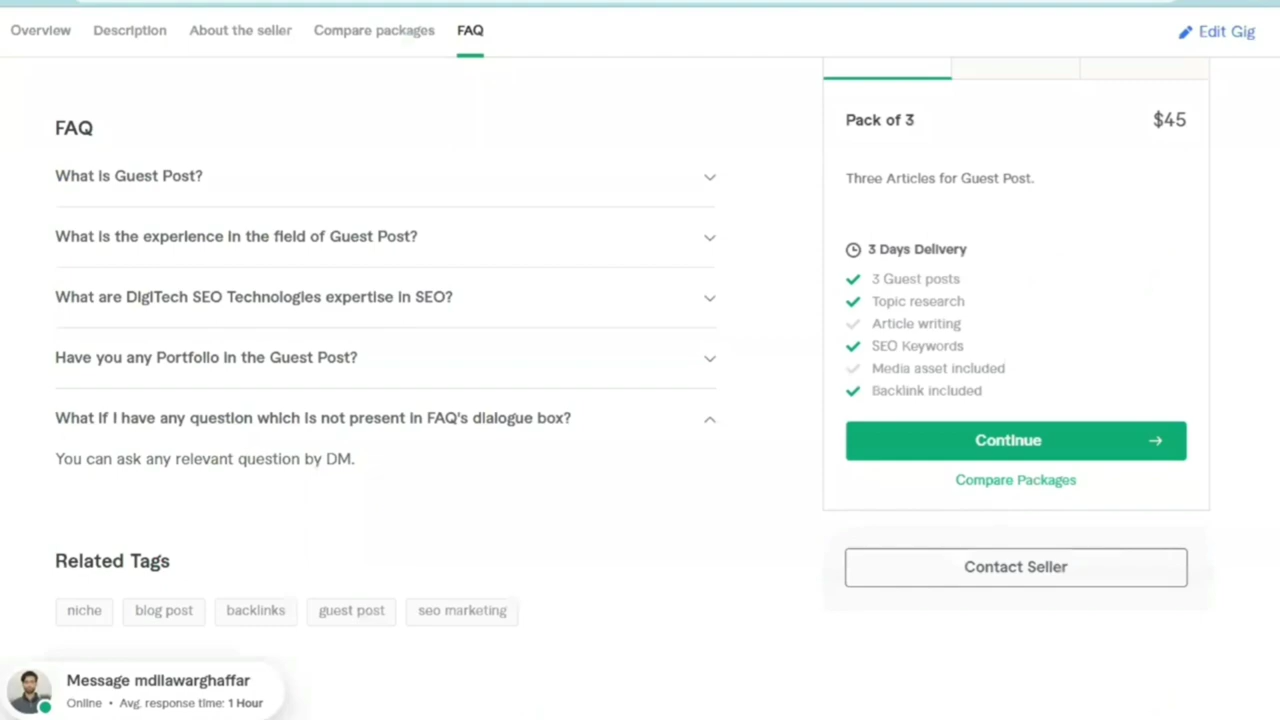 Overview Description About the seller Compare packages FAQ Edit Gig
FAQ
What is Guest Post?
What is the experience in the field of Guest Post?
What are DigiTech SEO Technologies expertise in SEO?
Have you any Portfolio in the Guest Post?
What if I have any question which is not present in FAQ's dialogue box?
You can ask any relevant question by DM.
Related Tags
niche blog post backlinks guest post seo marketing
Message mdilawarghaffar
Online • Avg. response time: 1 Hour
Pack of 3 $45
Three Articles for Guest Post.
3 Days Delivery
3 Guest posts
Topic research
Article writing
SEO Keywords
Media asset included
Backlink included
Continue →
Compare Packages
Contact Seller